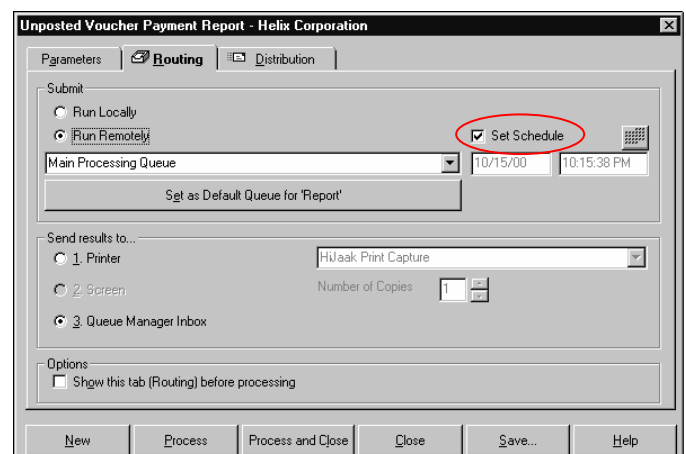 Unposted Voucher Payment Report - Helix Corporation
Parameters Routing Distribution
Submit
Run Locally
Run Remotely Set Schedule
Main Processing Queue 10/15/00 10:15:38 PM
Set as Default Queue for 'Report'
Send results to...
1. Printer HiJaak Print Capture
2. Screen Number of Copies 1
3. Queue Manager Inbox
Options
Show this tab (Routing) before processing
New Process Process and Close Close Save... Help